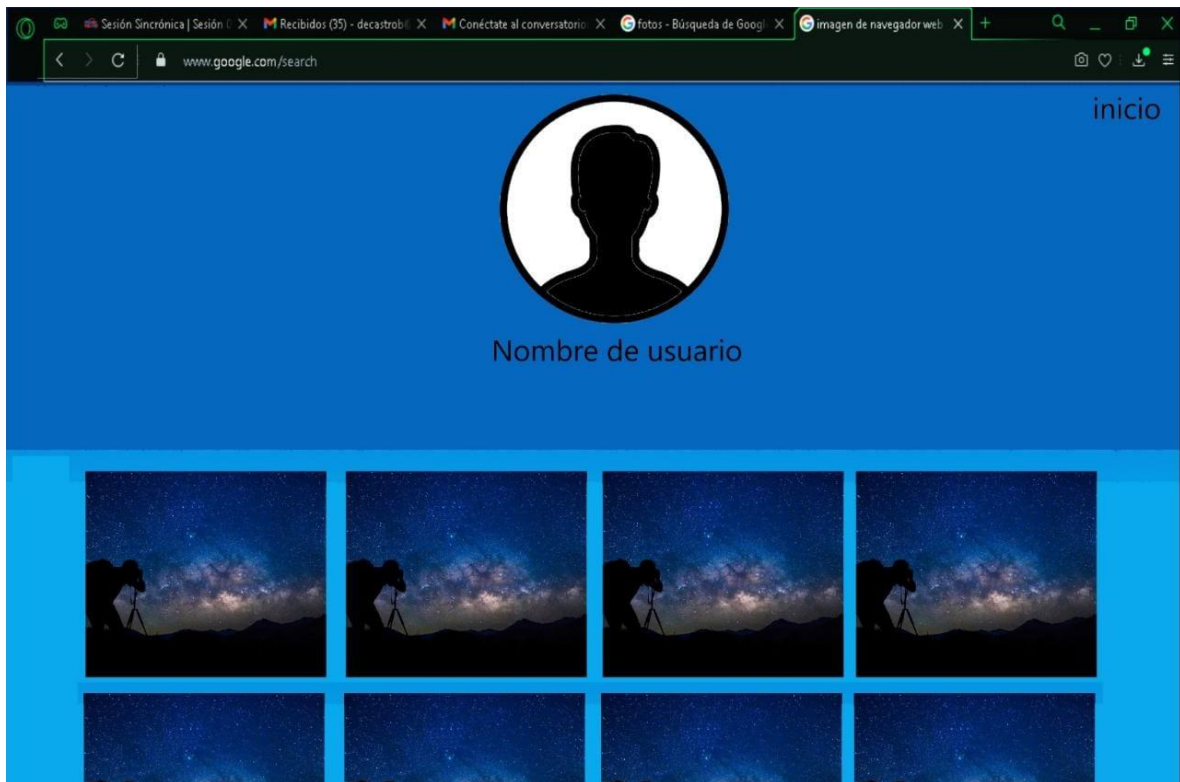 Sesión Sincrónica | Sesión
Recibidos (35) - decastrob
Conéctate al conversatorio
fotos - Búsqueda de Googl
imagen de navegador web
www.google.com/search
inicio
Nombre de usuario